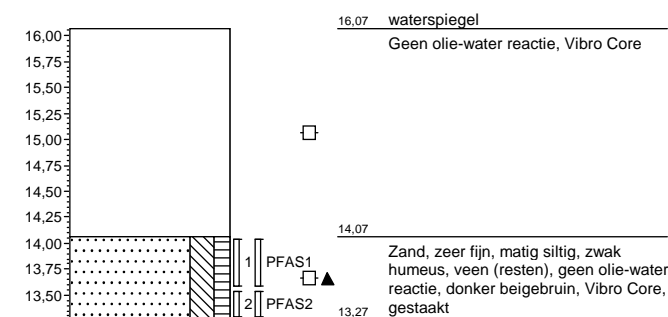 16,07 waterspiegel
Geen olie-water reactie, Vibro Core
16,00
15,75
15,50
15,25
15,00
14,75
14,50
14,25
14,07
14,00
13,75
13,50
1 PFAS1
2 PFAS2
Zand, zeer fijn, matig siltig, zwak
humeus, veen (resten), geen olie-water
reactie, donker beigebruin, Vibro Core,
13,27 gestaakt